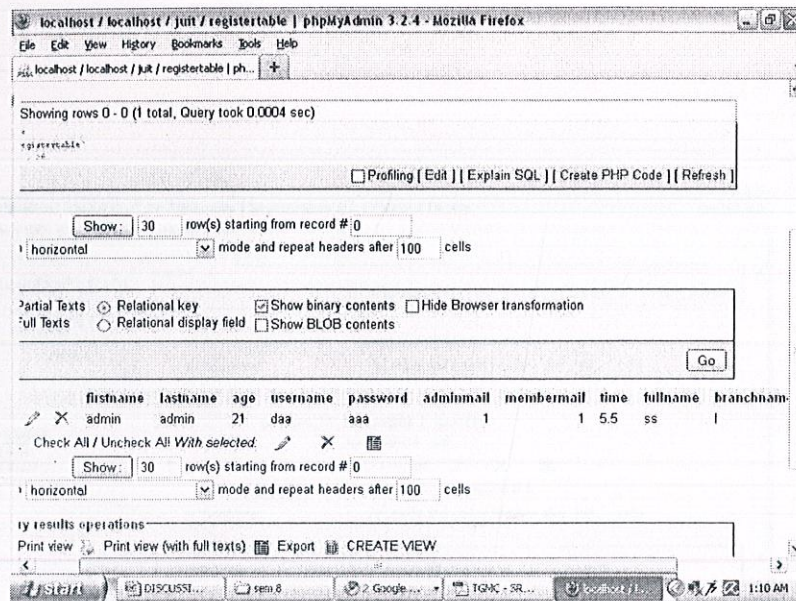 localhost / localhost / juit / registertable | phpMyAdmin 3.2.4 - Mozilla Firefox
File Edit View History Bookmarks Tools Help
localhost / localhost / juit / registertable | ph...
Showing rows 0 - 0 (1 total, Query took 0.0004 sec)
Profiling [ Edit ] [ Explain SQL ] [ Create PHP Code ] [ Refresh ]
Show : 30 row(s) starting from record # 0
horizontal mode and repeat headers after 100 cells
Partial Texts Relational key Show binary contents Hide Browser transformation
Full Texts Relational display field Show BLOB contents
Go
firstname lastname age username password adminmail membermail time fullname branchnam
admin admin 21 daa aaa 1 1 5.5 ss l
Check All / Uncheck All With selected:
Show : 30 row(s) starting from record # 0
horizontal mode and repeat headers after 100 cells
ry results operations
Print view Print view (with full texts) Export CREATE VIEW
start DISCUSSI... sem 8 2 Google ... TGMC - SR... localhost / l... 1:10 AM